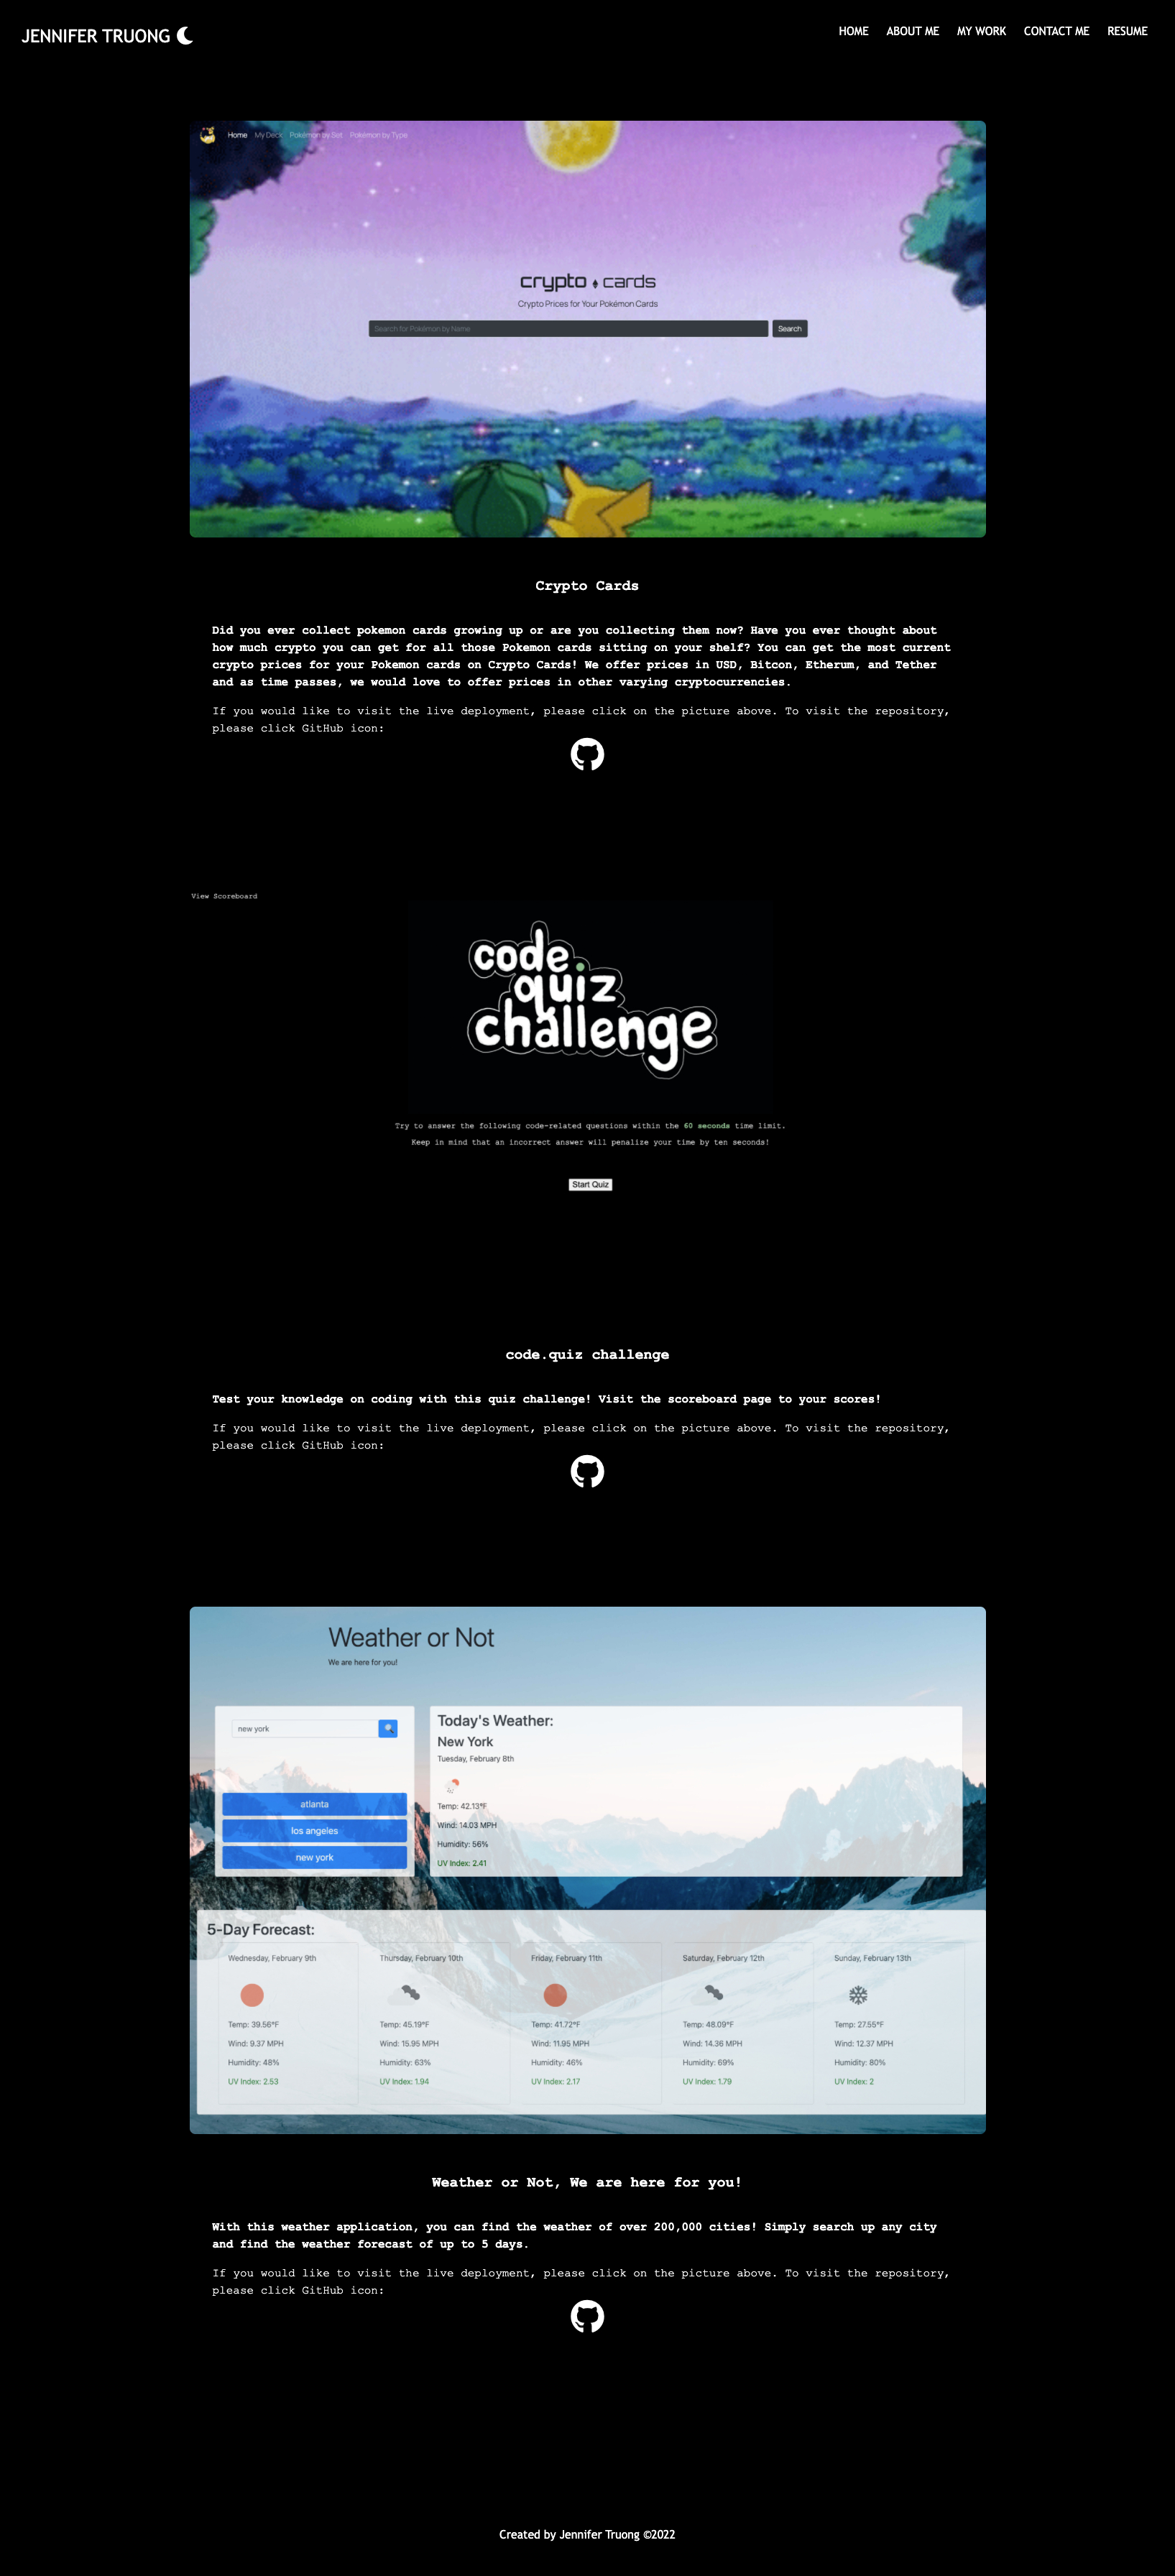 JENNIFER TRUONG
HOME ABOUT ME MY WORK CONTACT ME RESUME
Home My Deck Pokémon by Set Pokémon by Type
crypto cards
Crypto Prices for Your Pokémon Cards
Search for Pokémon by Name Search
Crypto Cards
Did you ever collect pokemon cards growing up or are you collecting them now? Have you ever thought about
how much crypto you can get for all those Pokemon cards sitting on your shelf? You can get the most current
crypto prices for your Pokemon cards on Crypto Cards! We offer prices in USD, Bitcon, Etherum, and Tether
and as time passes, we would love to offer prices in other varying cryptocurrencies.
If you would like to visit the live deployment, please click on the picture above. To visit the repository,
please click GitHub icon:
View Scoreboard
code.
quiz
challenge
Try to answer the following code-related questions within the 60 seconds time limit.
Keep in mind that an incorrect answer will penalize your time by ten seconds!
Start Quiz
code.quiz challenge
Test your knowledge on coding with this quiz challenge! Visit the scoreboard page to your scores!
If you would like to visit the live deployment, please click on the picture above. To visit the repository,
please click GitHub icon:
Weather or Not
We are here for you!
new york
atlanta
los angeles
new york
Today's Weather:
New York
Tuesday, February 8th
Temp: 42.13°F
Wind: 14.03 MPH
Humidity: 56%
UV Index: 2.41
5-Day Forecast:
Wednesday, February 9th Thursday, February 10th Friday, February 11th Saturday, February 12th Sunday, February 13th
Temp: 39.56°F Temp: 45.19°F Temp: 41.72°F Temp: 48.09°F Temp: 27.55°F
Wind: 9.37 MPH Wind: 15.95 MPH Wind: 11.95 MPH Wind: 14.36 MPH Wind: 12.37 MPH
Humidity: 48% Humidity: 63% Humidity: 46% Humidity: 69% Humidity: 80%
UV Index: 2.53 UV Index: 1.94 UV Index: 2.17 UV Index: 1.79 UV Index: 2
Weather or Not, We are here for you!
With this weather application, you can find the weather of over 200,000 cities! Simply search up any city
and find the weather forecast of up to 5 days.
If you would like to visit the live deployment, please click on the picture above. To visit the repository,
please click GitHub icon:
Created by Jennifer Truong ©2022